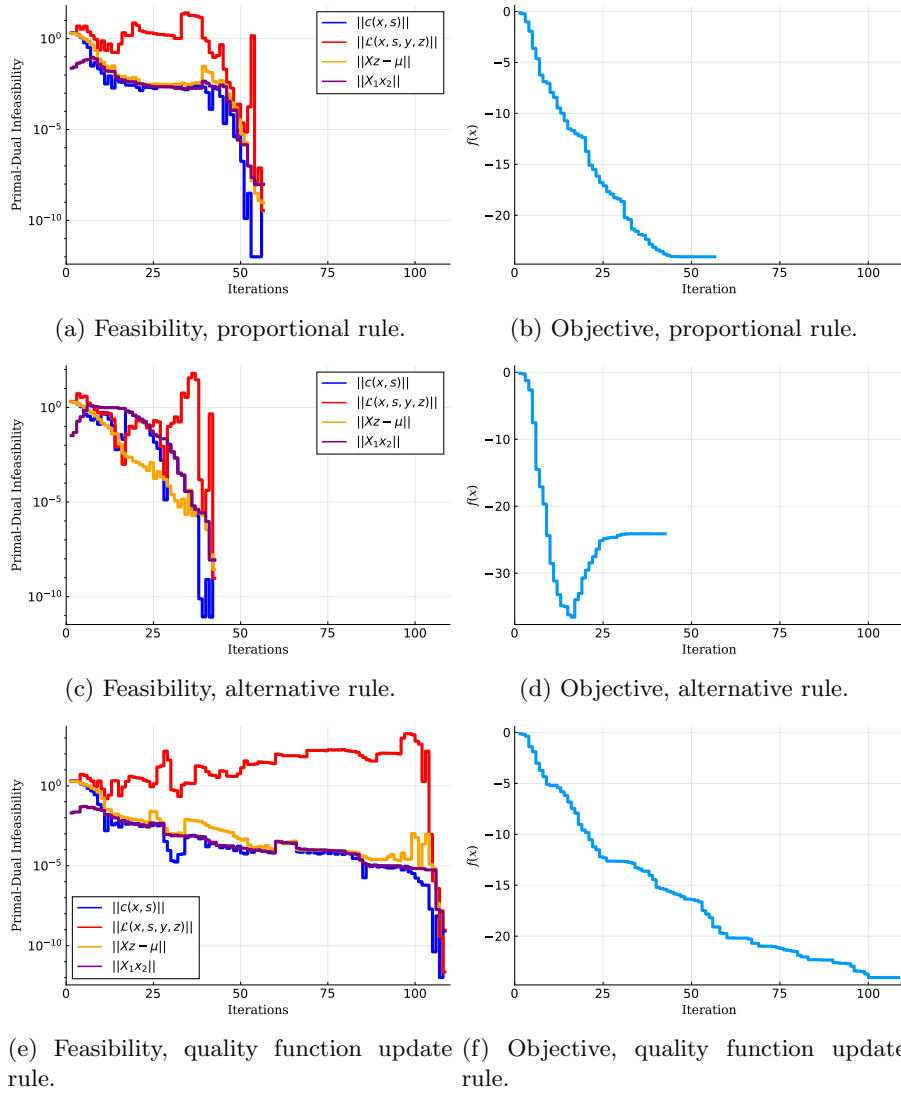 Primal-Dual Infeasibility
10⁰
10⁻⁵
10⁻¹⁰
0 25 50 75 100
Iterations
||c(x, s)||
||ℒ(x, s, y, z)||
||Xz − μ||
||X₁x₂||
f(x)
0
−5
−10
−15
−20
0 25 50 75 100
Iteration
(a) Feasibility, proportional rule.
(b) Objective, proportional rule.
Primal-Dual Infeasibility
10⁰
10⁻⁵
10⁻¹⁰
0 25 50 75 100
Iterations
||c(x, s)||
||ℒ(x, s, y, z)||
||Xz − μ||
||X₁x₂||
f(x)
0
−10
−20
−30
0 25 50 75 100
Iteration
(c) Feasibility, alternative rule.
(d) Objective, alternative rule.
Primal-Dual Infeasibility
10⁰
10⁻⁵
10⁻¹⁰
0 25 50 75 100
Iterations
||c(x, s)||
||ℒ(x, s, y, z)||
||Xz − μ||
||X₁x₂||
f(x)
0
−5
−10
−15
−20
0 25 50 75 100
Iteration
(e) Feasibility, quality function update
rule.
(f) Objective, quality function update
rule.